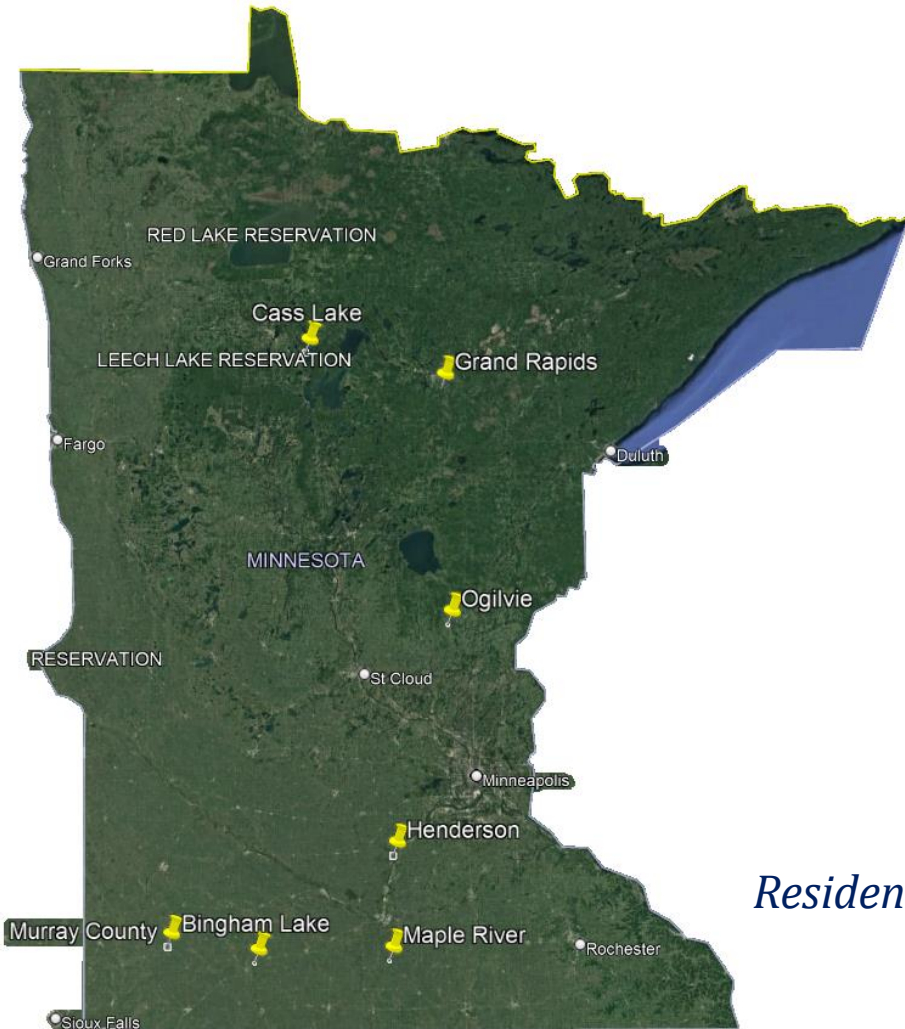 RED LAKE RESERVATION
Grand Forks
Cass Lake
LEECH LAKE RESERVATION
Grand Rapids
Fargo
Duluth
MINNESOTA
Ogilvie
RESERVATION
St Cloud
Minneapolis
Henderson
Residen
Murray County
Bingham Lake
Maple River
Rochester
Sioux Falls